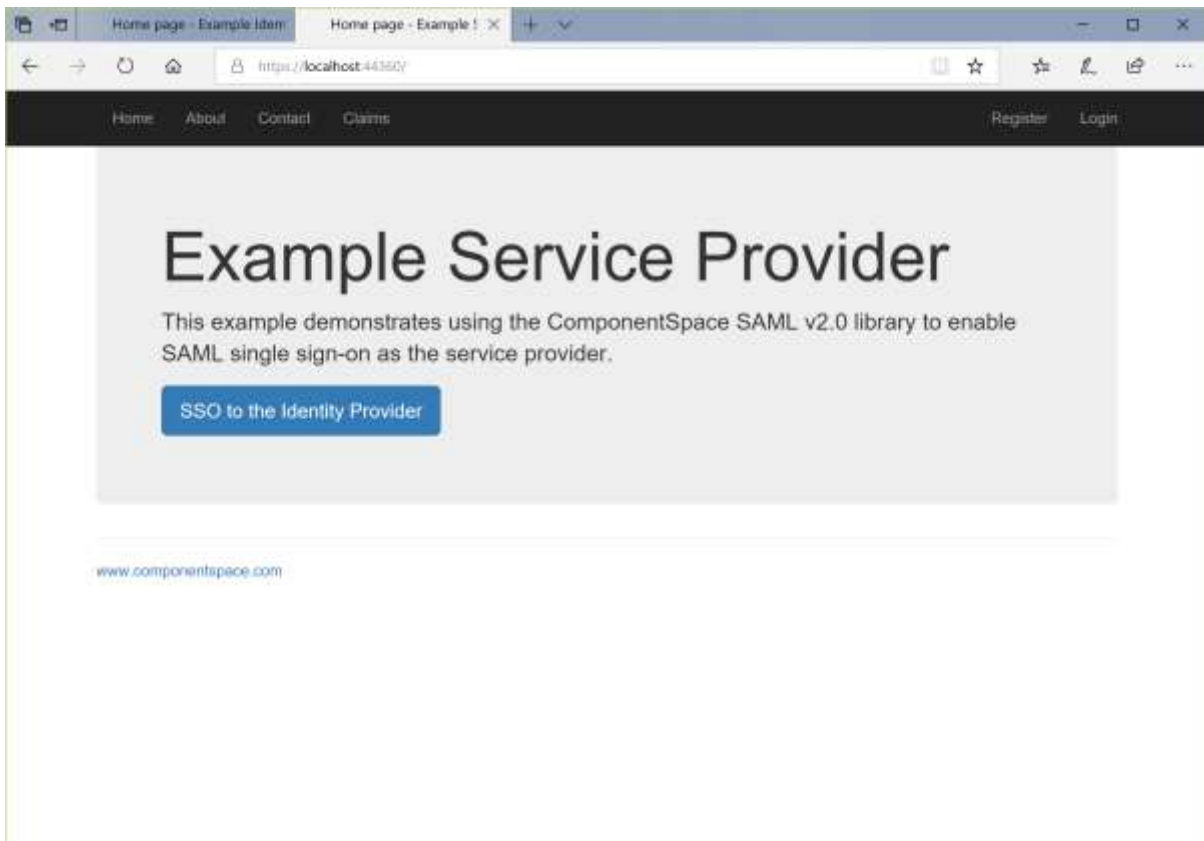 Home page - Example Iden
Home page - Example S
https://localhost:44360/
Home About Contact Claims Register Login
Example Service Provider
This example demonstrates using the ComponentSpace SAML v2.0 library to enable
SAML single sign-on as the service provider.
SSO to the Identity Provider
www.componentspace.com